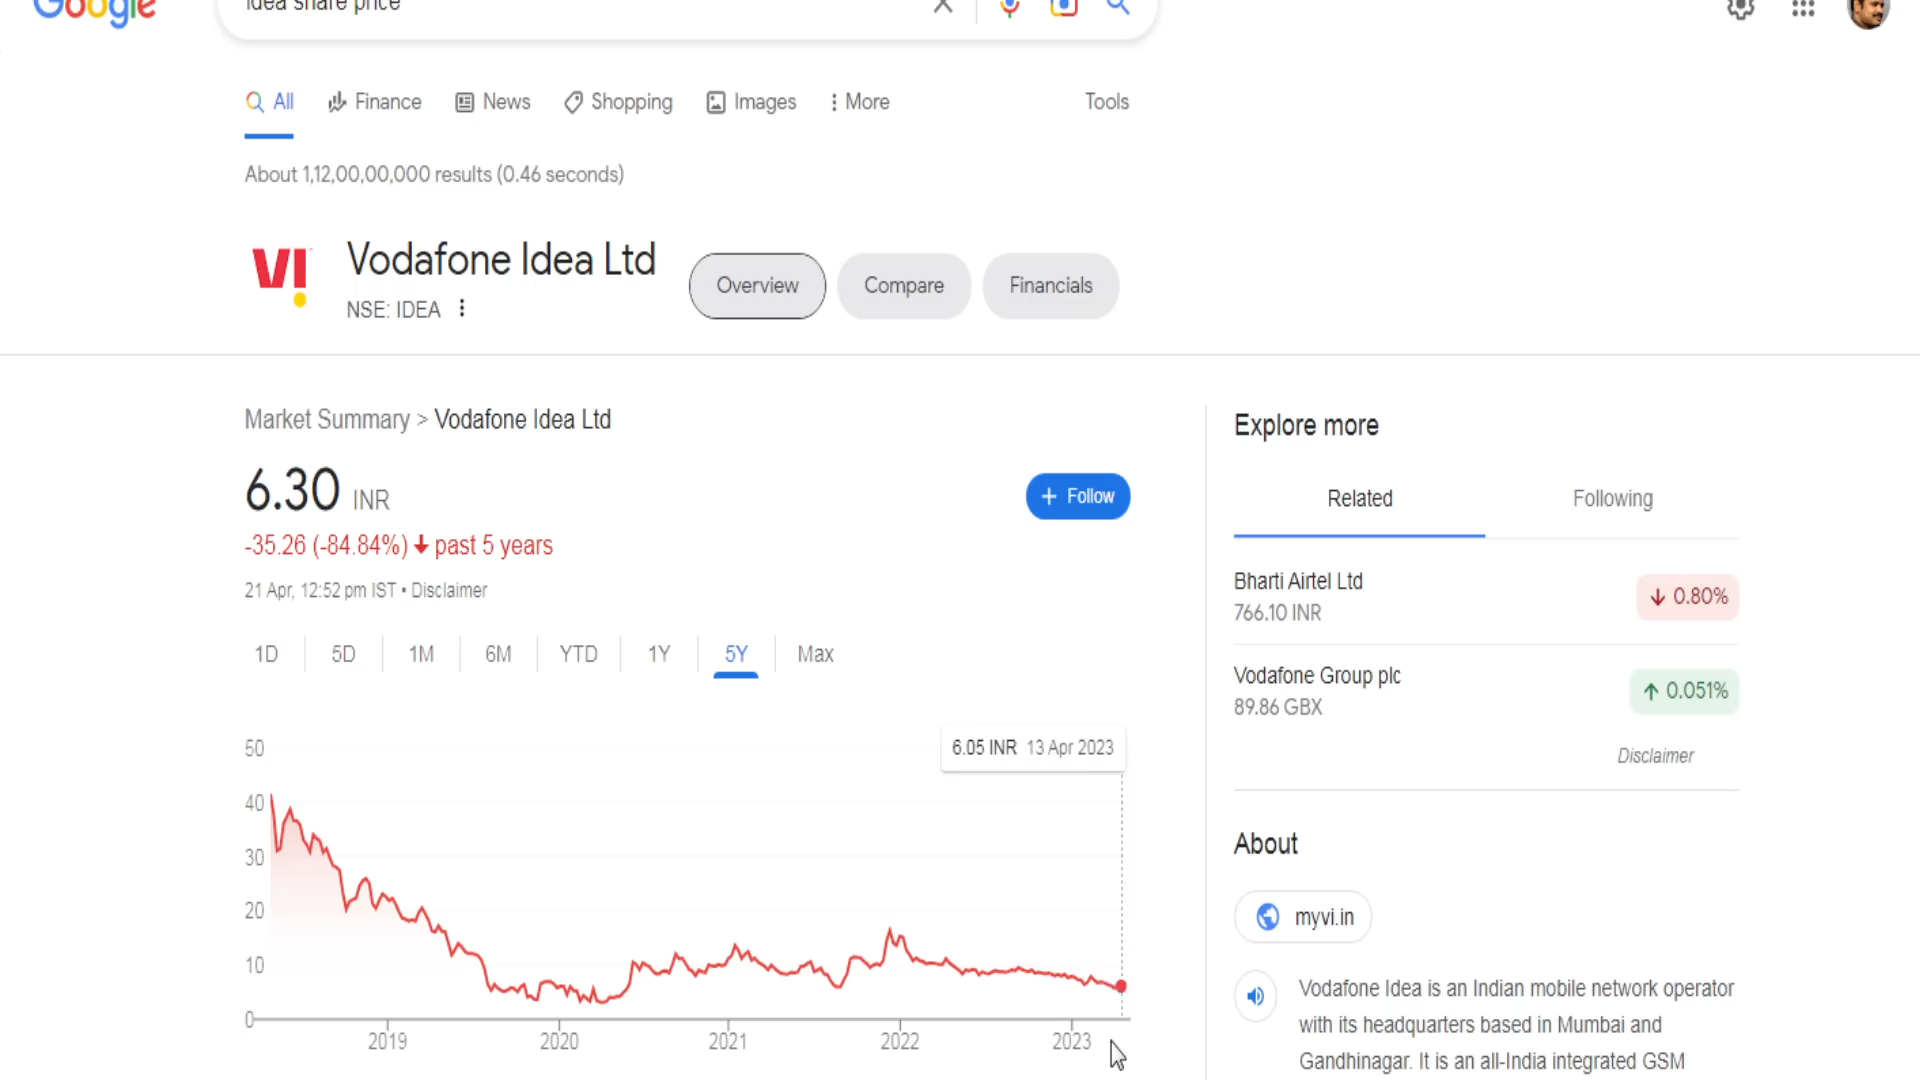 Google
idea share price
All Finance News Shopping Images More Tools
About 1,12,00,00,000 results (0.46 seconds)
VI
Vodafone Idea Ltd
NSE: IDEA
Overview Compare Financials
Market Summary > Vodafone Idea Ltd
6.30 INR
+ Follow
-35.26 (-84.84%) past 5 years
21 Apr, 12:52 pm IST • Disclaimer
1D 5D 1M 6M YTD 1Y 5Y Max
6.05 INR 13 Apr 2023
50
40
30
20
10
0
2019 2020 2021 2022 2023
Explore more
Related Following
Bharti Airtel Ltd
766.10 INR
0.80%
Vodafone Group plc
89.86 GBX
0.051%
Disclaimer
About
myvi.in
Vodafone Idea is an Indian mobile network operator
with its headquarters based in Mumbai and
Gandhinagar. It is an all-India integrated GSM